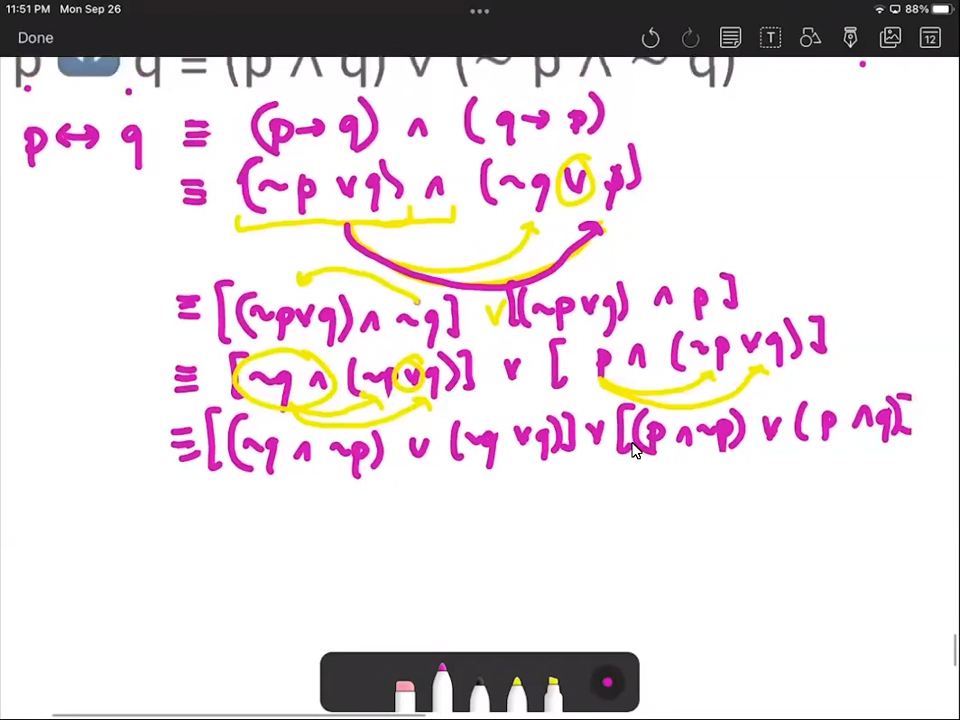 11:51 PM Mon Sep 26
88%
Done
T
12
p ↔ q ≡ (p ∧ q) ∨ (~ p ∧ ~ q)
p ↔ q ≡ (p → q) ∧ (q → p)
≡ (~p ∨ q) ∧ (~q ∨ p)
≡ [(~p ∨ q) ∧ ~q] ∨ [(~p ∨ q) ∧ p]
≡ [~q ∧ (~p ∨ q)] ∨ [p ∧ (~p ∨ q)]
≡ [(~q ∧ ~p) ∨ (~q ∨ q)] ∨ [(p ∧ ~p) ∨ (p ∧ q)]